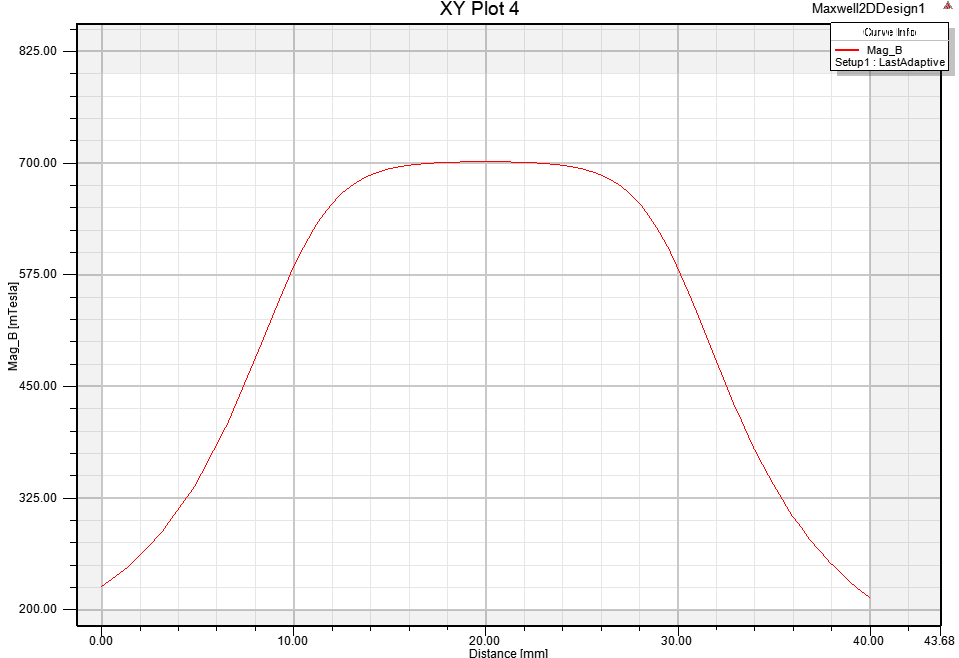 XY Plot 4
Maxwell2DDesign1
Curve Info
Mag_B
Setup1 : LastAdaptive
825.00
700.00
575.00
450.00
325.00
200.00
Mag_B [mTesla]
0.00 10.00 20.00 30.00 40.00 43.68
Distance [mm]